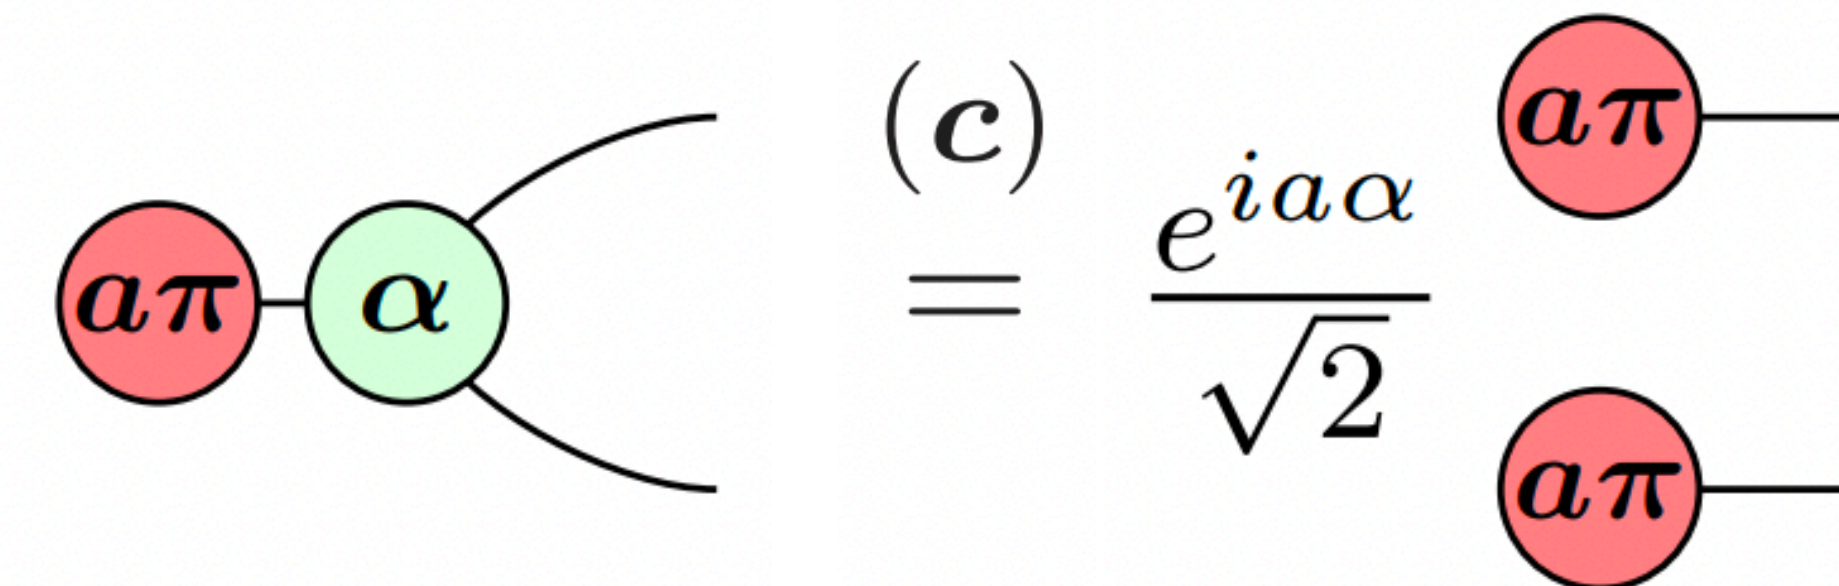 aπ α
(c)
=
e^{iaα}
√2
aπ
aπ